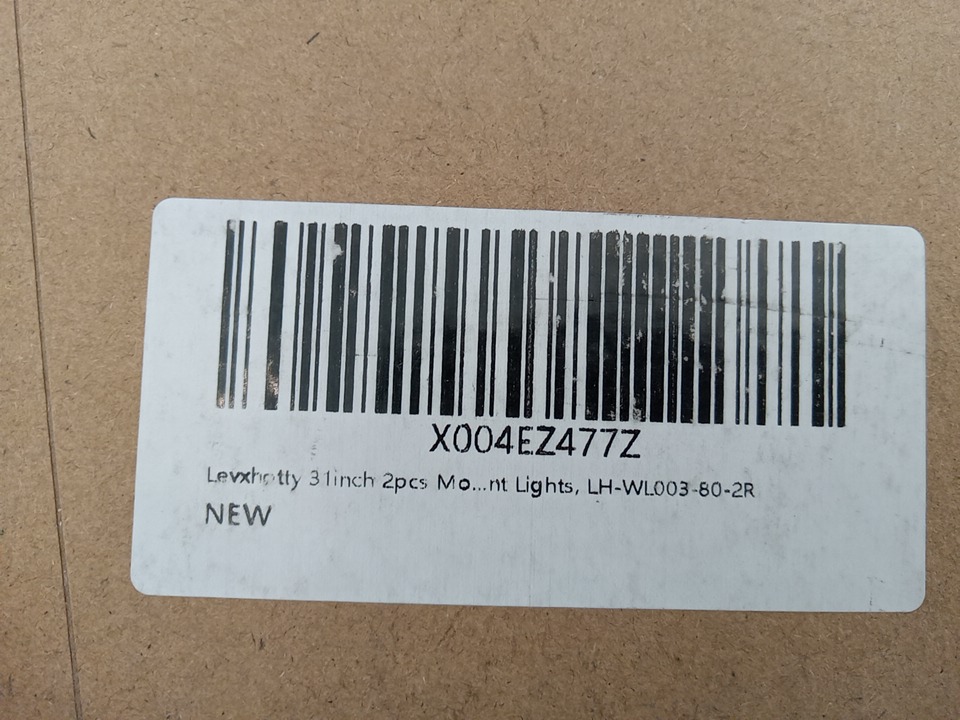 X004EZ477Z
Levxhotty 31inch 2pcs Mo...nt Lights, LH-WL003-80-2R
NEW